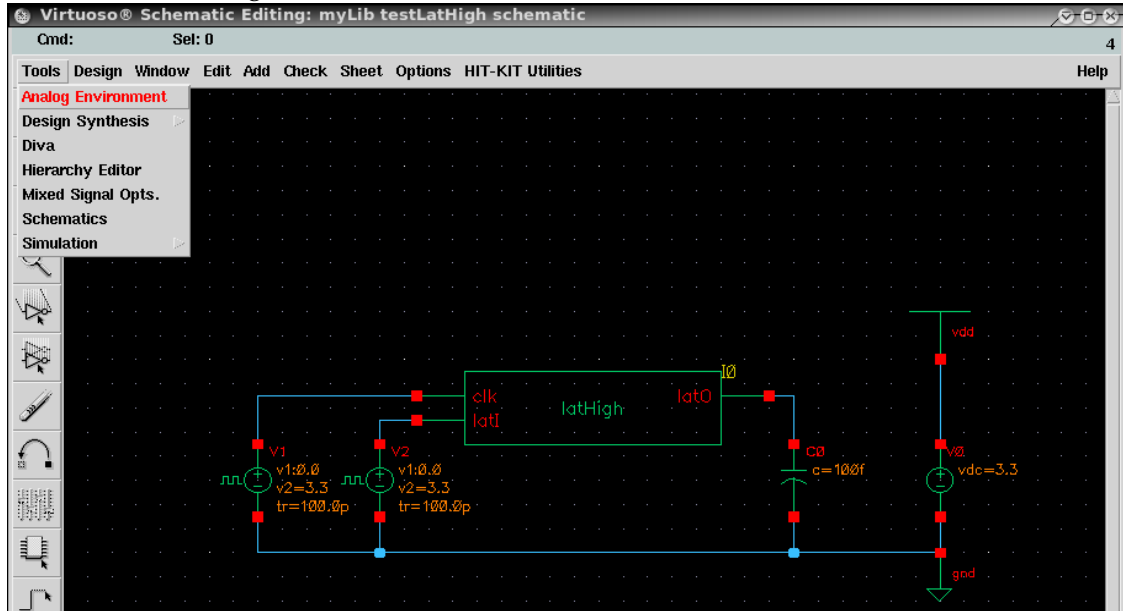 Virtuoso® Schematic Editing: myLib testLatHigh schematic
Cmd: Sel: 0
4
Tools Design Window Edit Add Check Sheet Options HIT-KIT Utilities Help
Analog Environment
Design Synthesis
Diva
Hierarchy Editor
Mixed Signal Opts.
Schematics
Simulation
vdd
I0
clk latHigh latO
latI
V1 V2 C0 V0
v1:0.0 v1:0.0 c=100f vdc=3.3
v2=3.3 v2=3.3
tr=100.0p tr=100.0p
gnd